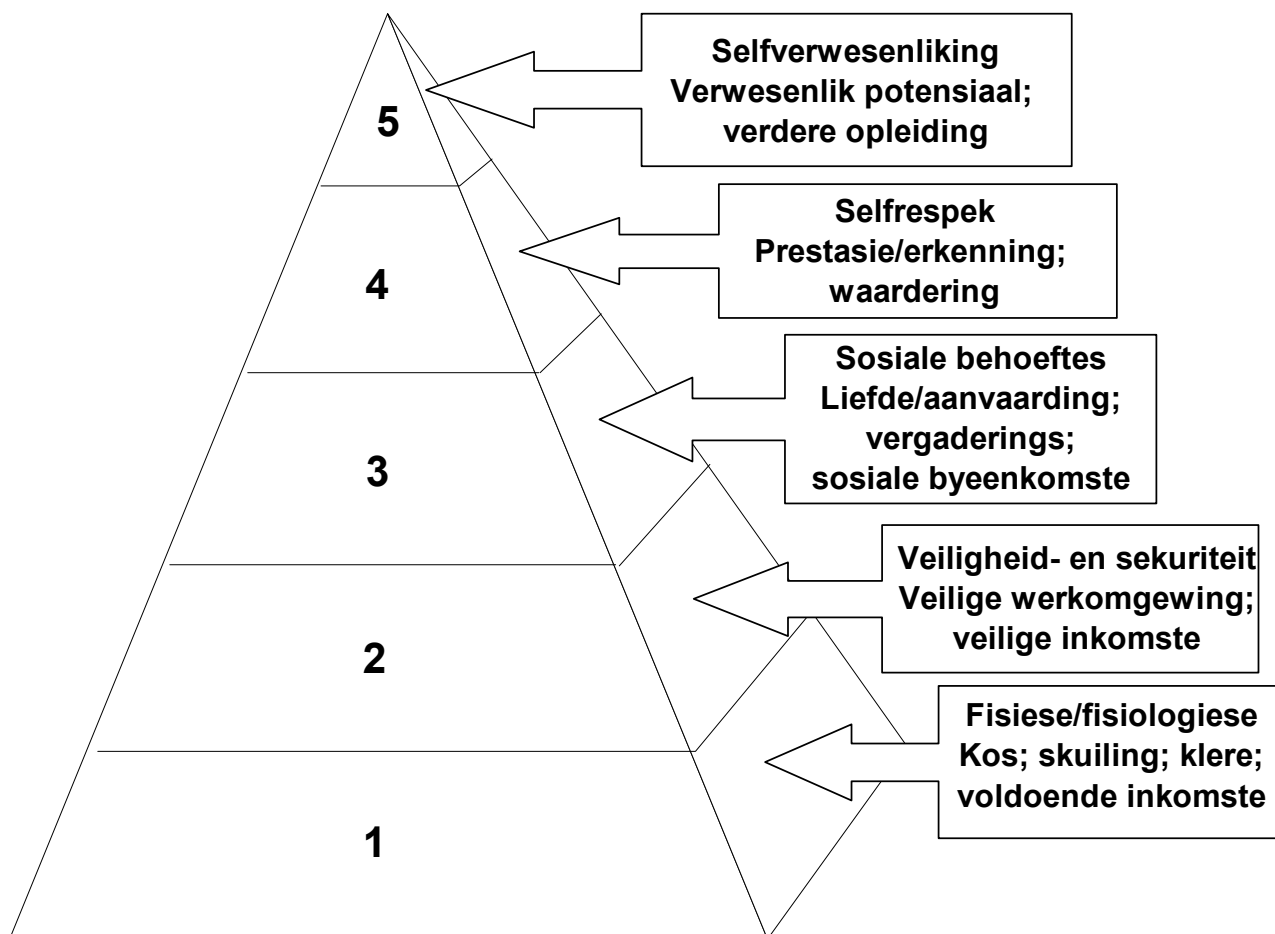 5
Selfverwesenliking
Verwesenlik potensiaal;
verdere opleiding
4
Selfrespek
Prestasie/erkenning;
waardering
3
Sosiale behoeftes
Liefde/aanvaarding;
vergaderings;
sosiale byeenkomste
2
Veiligheid- en sekuriteit
Veilige werkomgewing;
veilige inkomste
1
Fisiese/fisiologiese
Kos; skuiling; klere;
voldoende inkomste